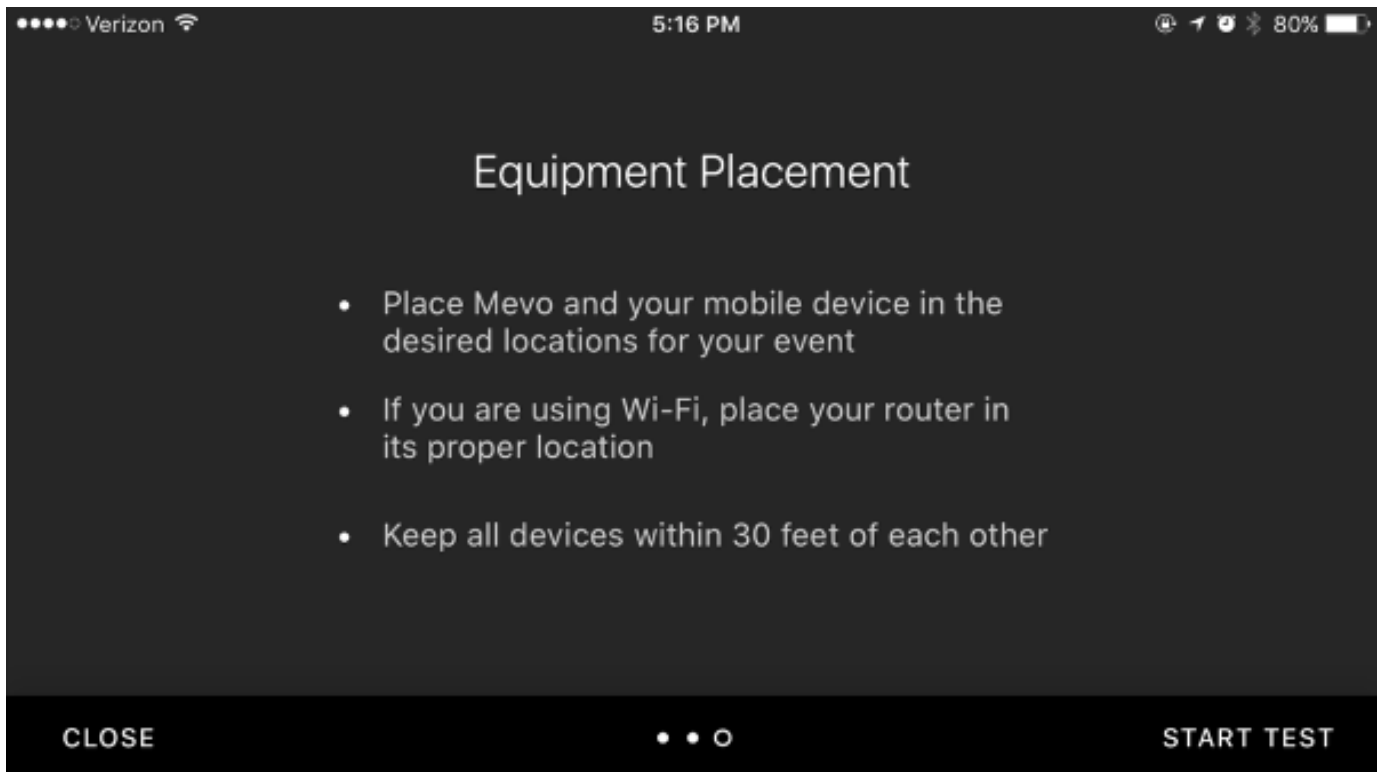 Verizon 5:16 PM 80%
Equipment Placement
• Place Mevo and your mobile device in the
desired locations for your event
• If you are using Wi-Fi, place your router in
its proper location
• Keep all devices within 30 feet of each other
CLOSE START TEST